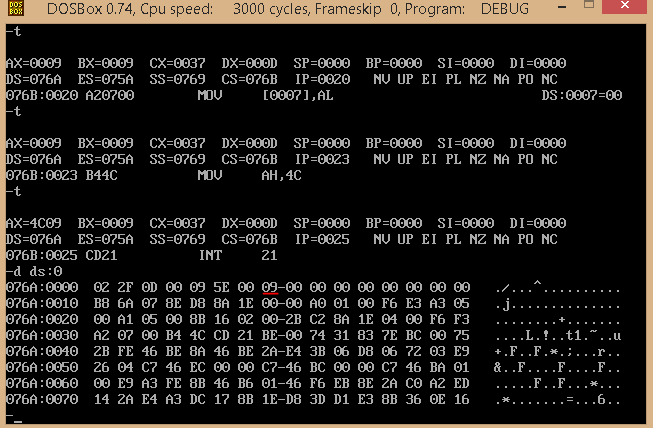 DOSBox 0.74, Cpu speed: 3000 cycles, Frameskip 0, Program: DEBUG
-t
AX=0009 BX=0009 CX=0037 DX=000D SP=0000 BP=0000 SI=0000 DI=0000
DS=076A ES=075A SS=0769 CS=076B IP=0020 NV UP EI PL NZ NA PO NC
076B:0020 A20700 MOV [0007],AL DS:0007=00
-t
AX=0009 BX=0009 CX=0037 DX=000D SP=0000 BP=0000 SI=0000 DI=0000
DS=076A ES=075A SS=0769 CS=076B IP=0023 NV UP EI PL NZ NA PO NC
076B:0023 B44C MOV AH,4C
-t
AX=4C09 BX=0009 CX=0037 DX=000D SP=0000 BP=0000 SI=0000 DI=0000
DS=076A ES=075A SS=0769 CS=076B IP=0025 NV UP EI PL NZ NA PO NC
076B:0025 CD21 INT 21
-d ds:0
076A:0000 02 2F 0D 00 09 5E 00 09-00 00 00 00 00 00 00 00 ./...^..........
076A:0010 B8 6A 07 8E D8 8A 1E 00-00 A0 01 00 F6 E3 A3 05 .j..............
076A:0020 00 A1 05 00 8B 16 02 00-2B C2 8A 1E 04 00 F6 F3 ........+.......
076A:0030 A2 07 00 B4 4C CD 21 BE-00 74 31 83 7E BC 00 75 ....L.!..t1.~..u
076A:0040 2B FE 46 BE 8A 46 BE 2A-E4 3B 06 D8 06 72 03 E9 +.F..F.*.;...r..
076A:0050 26 04 C7 46 EC 00 00 C7-46 BC 00 00 C7 46 BA 01 &..F....F....F..
076A:0060 00 E9 A3 FE 8B 46 B6 01-46 F6 EB 8E 2A C0 A2 ED .....F..F...*...
076A:0070 14 2A E4 A3 DC 17 8B 1E-D8 3D D1 E3 8B 36 0E 16 .*.......=...6..
-